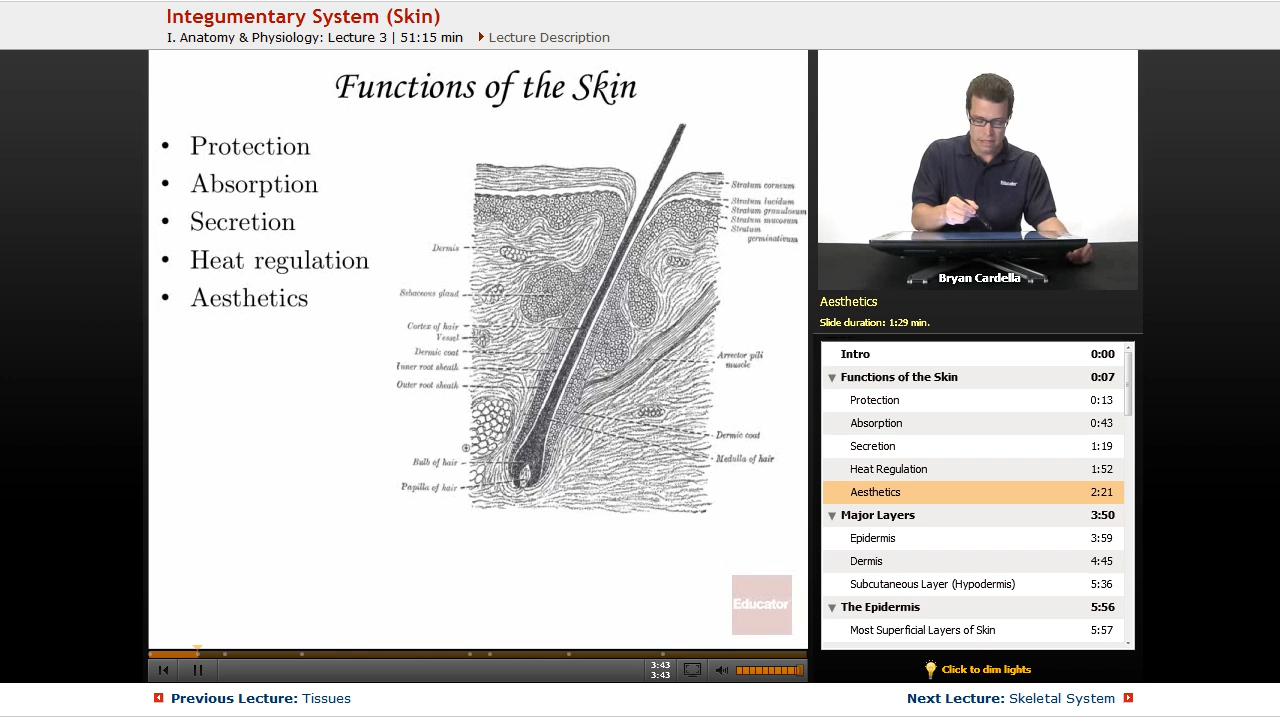 Integumentary System (Skin)
I. Anatomy & Physiology: Lecture 3 | 51:15 min Lecture Description
Functions of the Skin
• Protection
• Absorption
• Secretion
• Heat regulation
• Aesthetics
Stratum corneum
Stratum lucidum
Stratum granulosum
Stratum mucosum
Stratum
germinativum
Dermis
Sebaceous gland
Cortex of hair
Vessel
Dermic coat
Inner root sheath
Outer root sheath
Arrector pili
muscle
Dermic coat
Medulla of hair
Bulb of hair
Papilla of hair
Educator
Educator
Bryan Cardella
Aesthetics
Slide duration: 1:29 min.
Intro 0:00
Functions of the Skin 0:07
Protection 0:13
Absorption 0:43
Secretion 1:19
Heat Regulation 1:52
Aesthetics 2:21
Major Layers 3:50
Epidermis 3:59
Dermis 4:45
Subcutaneous Layer (Hypodermis) 5:36
The Epidermis 5:56
Most Superficial Layers of Skin 5:57
3:43
3:43
Click to dim lights
Previous Lecture: Tissues
Next Lecture: Skeletal System